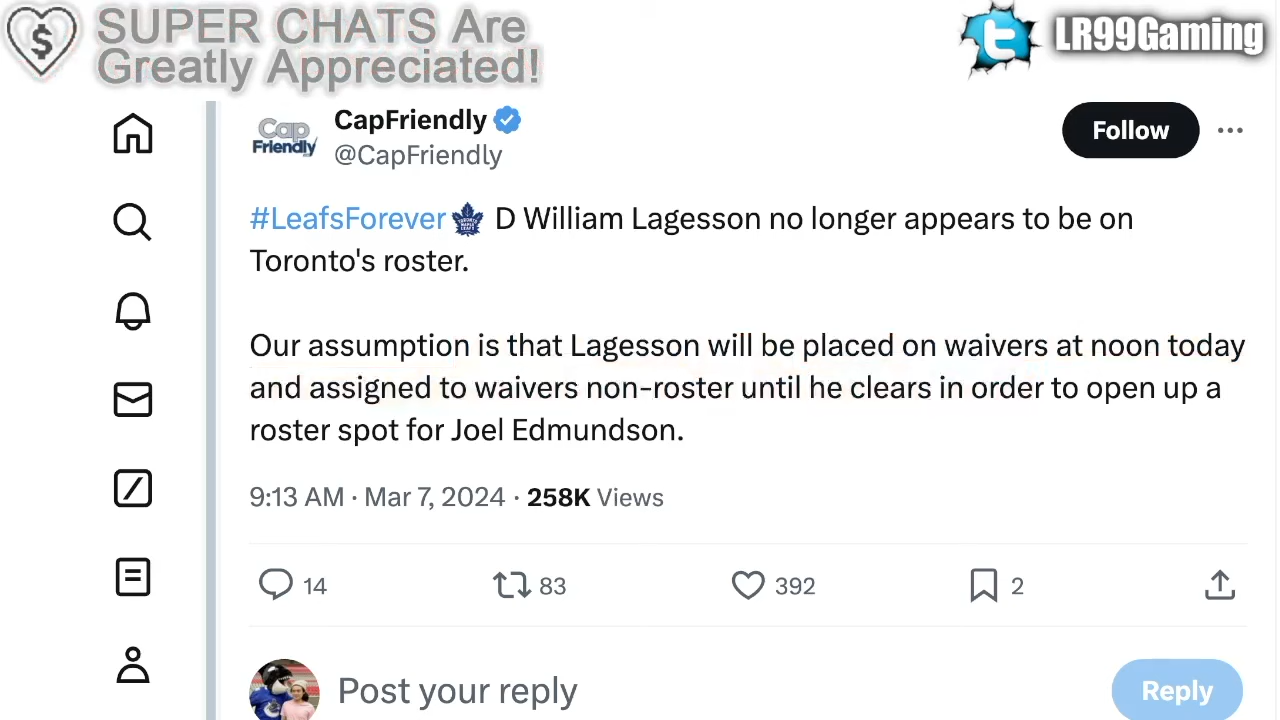 SUPER CHATS Are
Greatly Appreciated!
LR99Gaming
Cap
Friendly
CapFriendly
@CapFriendly
Follow
#LeafsForever D William Lagesson no longer appears to be on
Toronto's roster.
Our assumption is that Lagesson will be placed on waivers at noon today
and assigned to waivers non-roster until he clears in order to open up a
roster spot for Joel Edmundson.
9:13 AM · Mar 7, 2024 · 258K Views
14 83 392 2
Post your reply
Reply